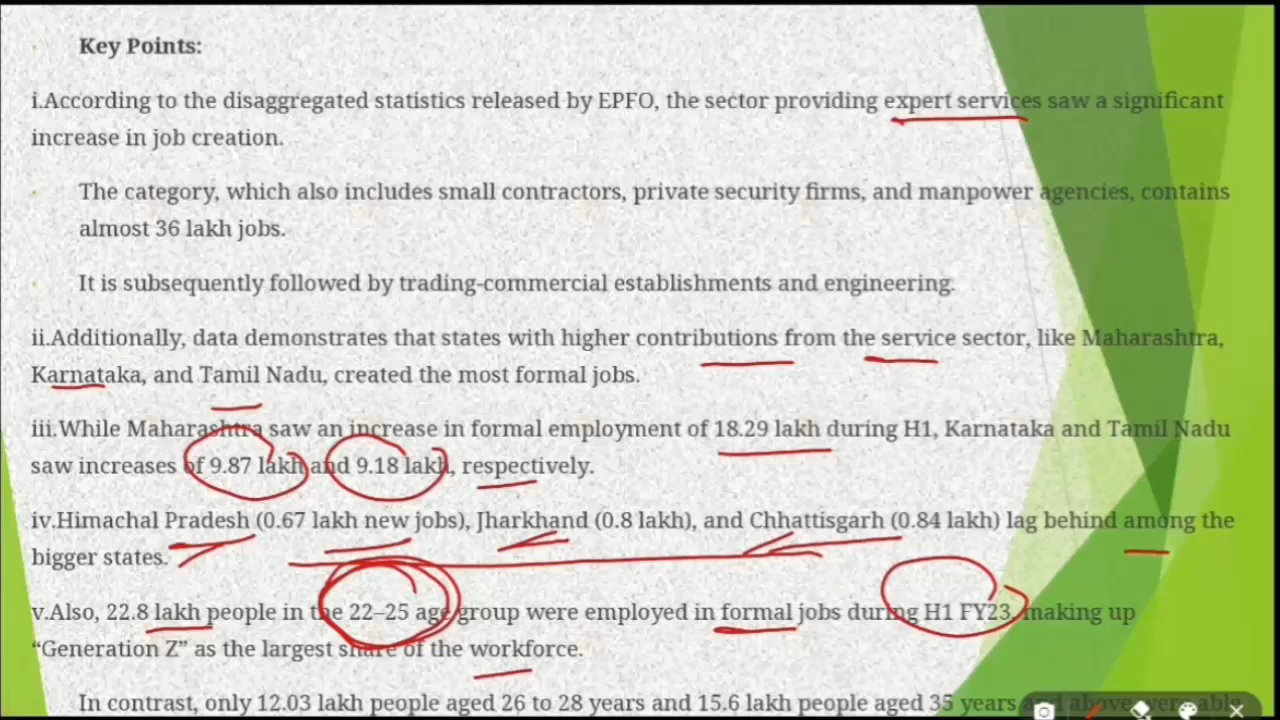 Key Points:
i.According to the disaggregated statistics released by EPFO, the sector providing expert services saw a significant
increase in job creation.
The category, which also includes small contractors, private security firms, and manpower agencies, contains
almost 36 lakh jobs.
It is subsequently followed by trading-commercial establishments and engineering.
ii.Additionally, data demonstrates that states with higher contributions from the service sector, like Maharashtra,
Karnataka, and Tamil Nadu, created the most formal jobs.
iii.While Maharashtra saw an increase in formal employment of 18.29 lakh during H1, Karnataka and Tamil Nadu
saw increases of 9.87 lakh and 9.18 lakh, respectively.
iv.Himachal Pradesh (0.67 lakh new jobs), Jharkhand (0.8 lakh), and Chhattisgarh (0.84 lakh) lag behind among the
bigger states.
v.Also, 22.8 lakh people in the 22–25 age group were employed in formal jobs during H1 FY23, making up
“Generation Z” as the largest share of the workforce.
In contrast, only 12.03 lakh people aged 26 to 28 years and 15.6 lakh people aged 35 years and above were able